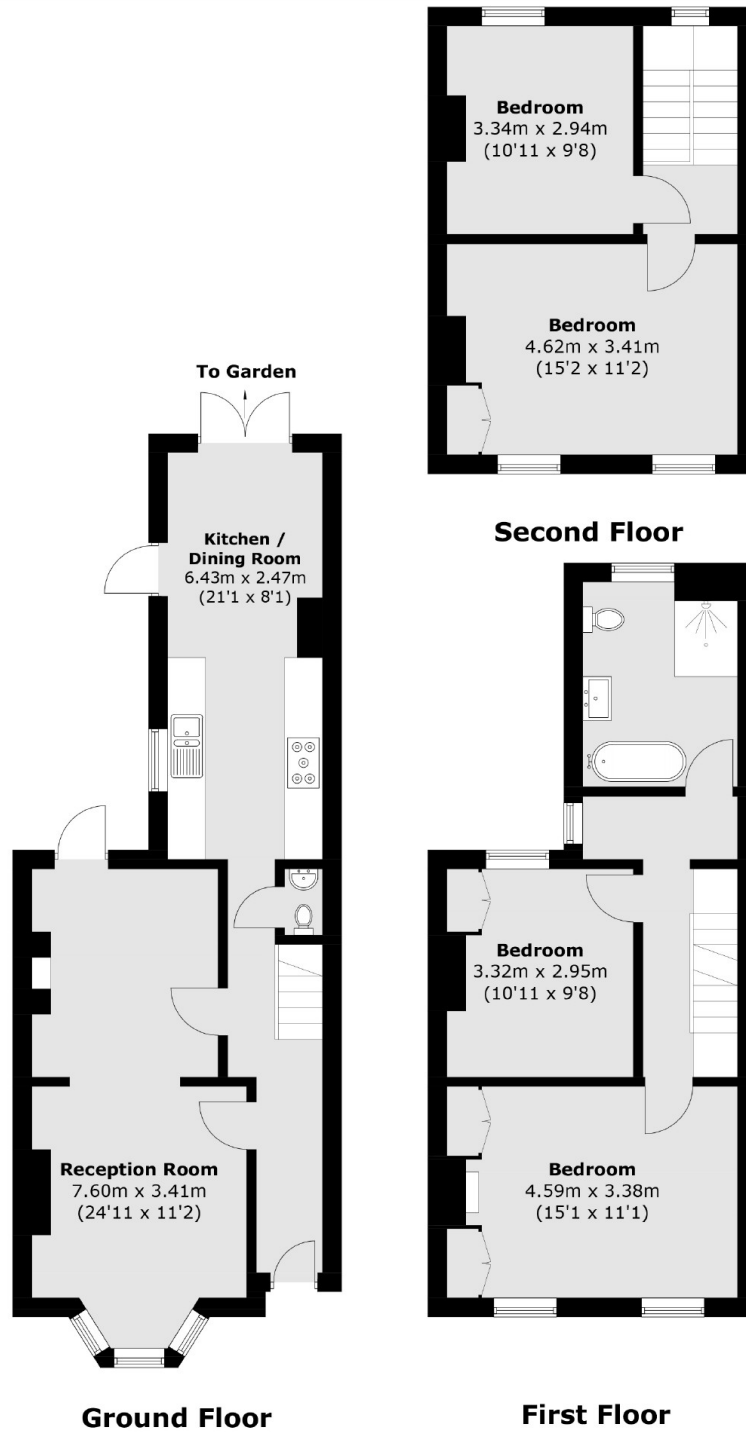 Bedroom
3.34m x 2.94m
(10'11 x 9'8)
Bedroom
4.62m x 3.41m
(15'2 x 11'2)
Second Floor
To Garden
Kitchen /
Dining Room
6.43m x 2.47m
(21'1 x 8'1)
Reception Room
7.60m x 3.41m
(24'11 x 11'2)
Ground Floor
Bedroom
3.32m x 2.95m
(10'11 x 9'8)
Bedroom
4.59m x 3.38m
(15'1 x 11'1)
First Floor